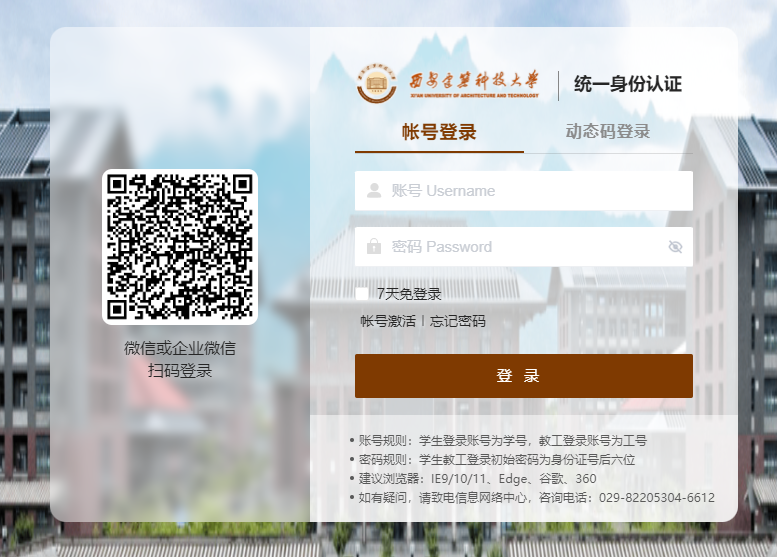 西安建筑科技大学
XI'AN UNIVERSITY OF ARCHITECTURE AND TECHNOLOGY
统一身份认证
帐号登录
动态码登录
账号 Username
密码 Password
7天免登录
帐号激活 | 忘记密码
登 录
微信或企业微信
扫码登录
• 账号规则：学生登录账号为学号，教工登录账号为工号
• 密码规则：学生教工登录初始密码为身份证号后六位
• 建议浏览器：IE9/10/11、Edge、谷歌、360
• 如有疑问，请致电信息网络中心，咨询电话：029-82205304-6612